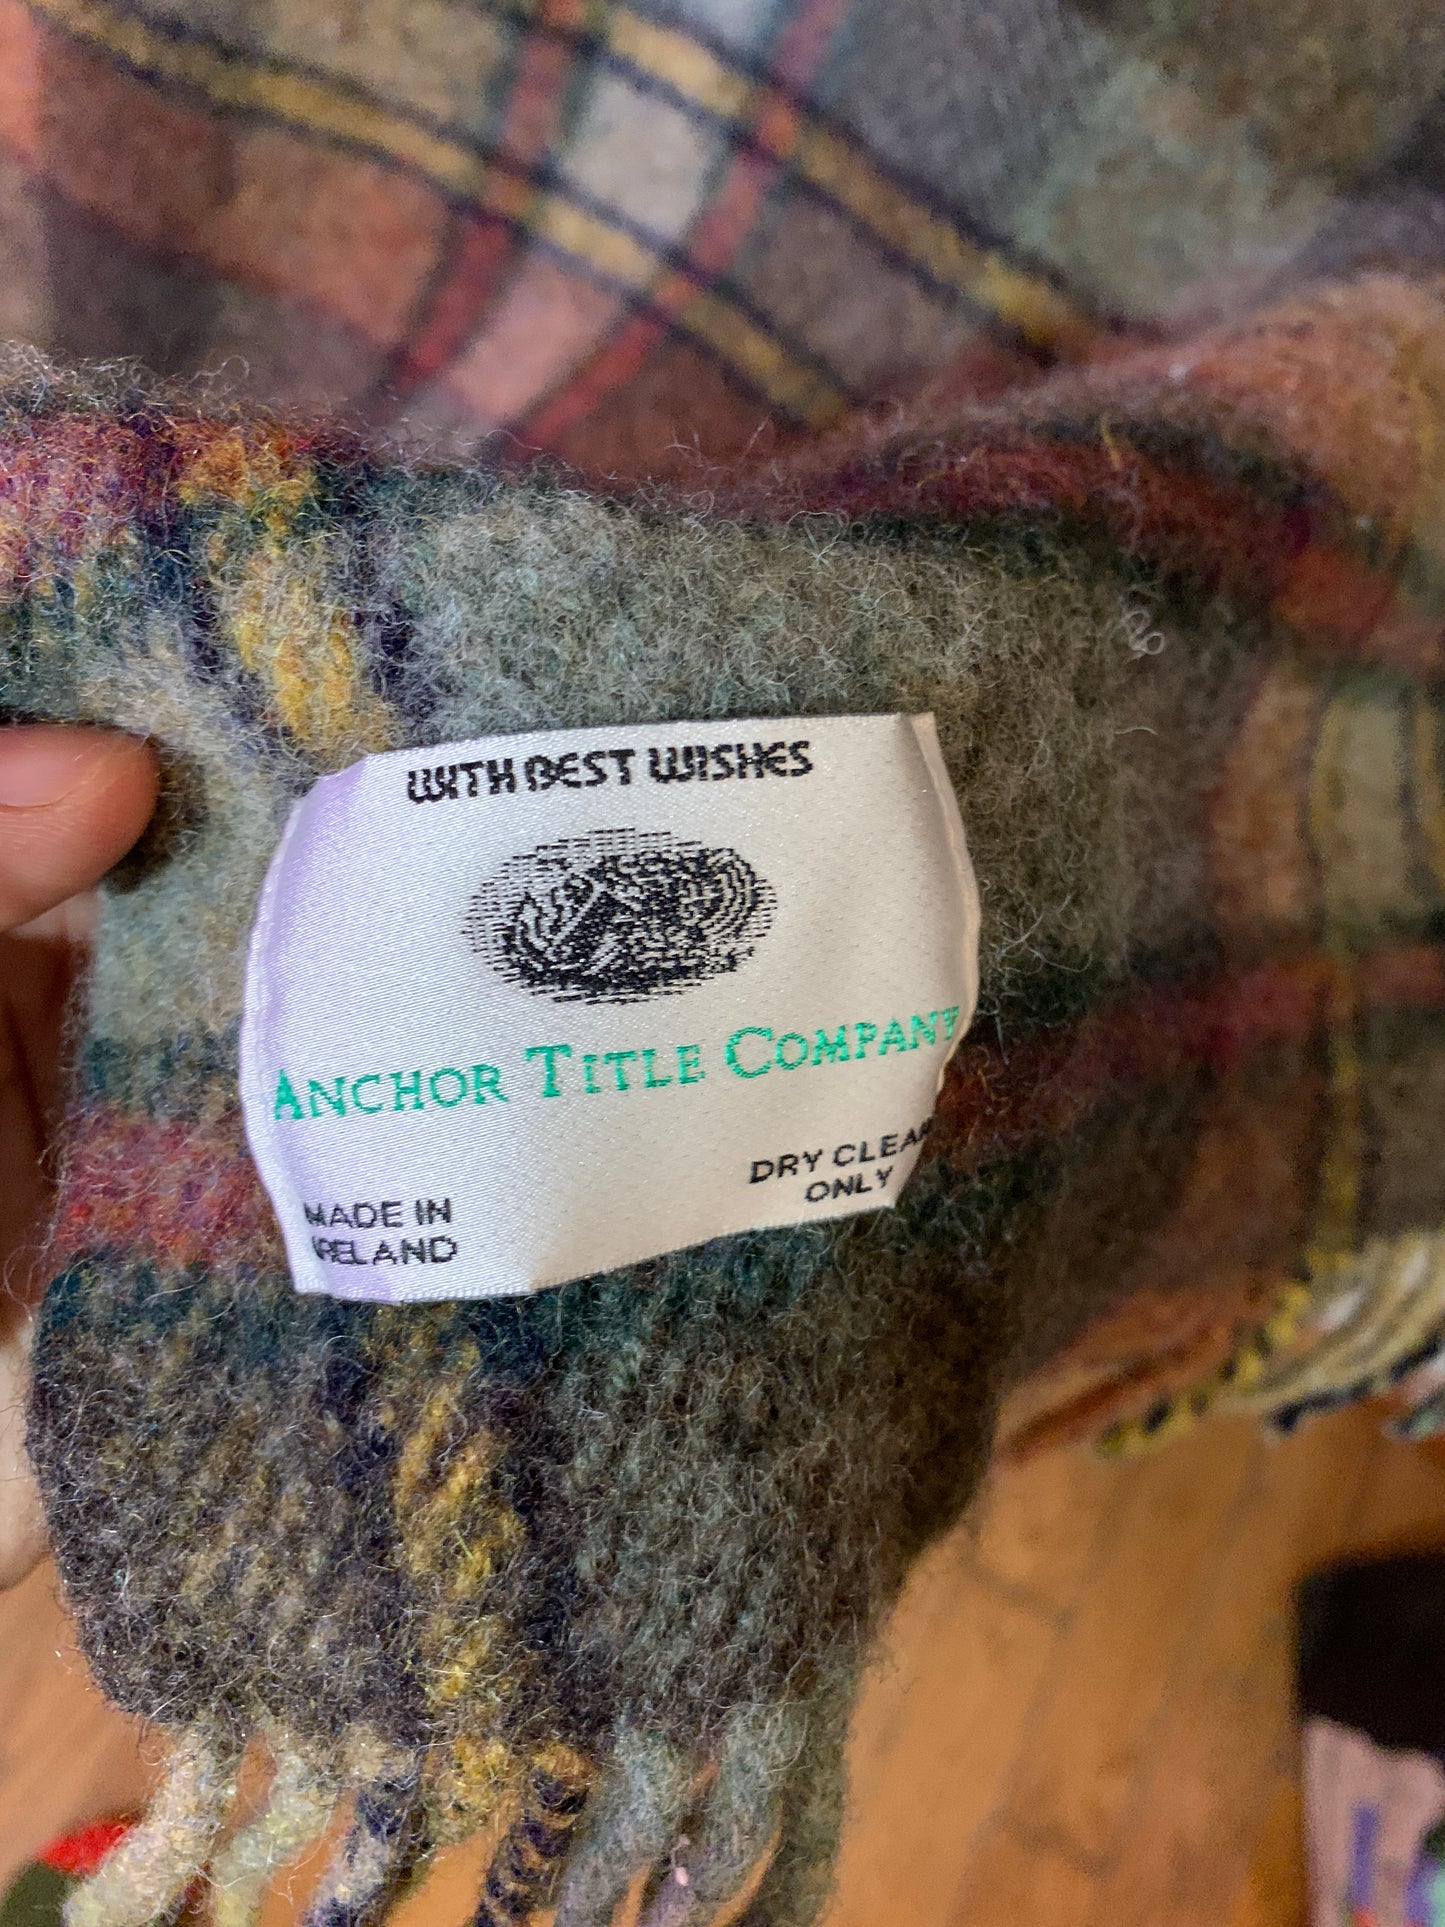 WITH BEST WISHES
ANCHOR TITLE COMPANY
DRY CLEAN
ONLY
MADE IN
IRELAND